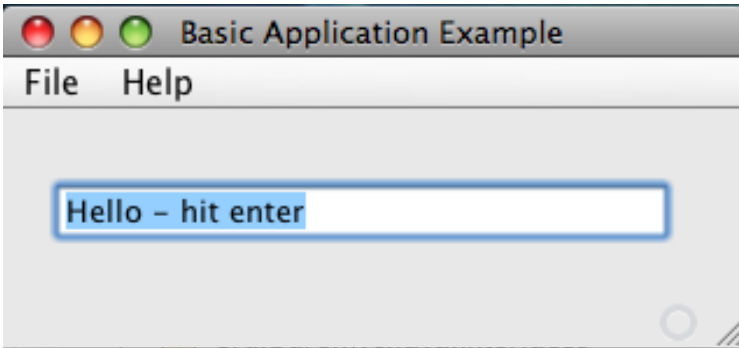 Basic Application Example
File Help
Hello – hit enter